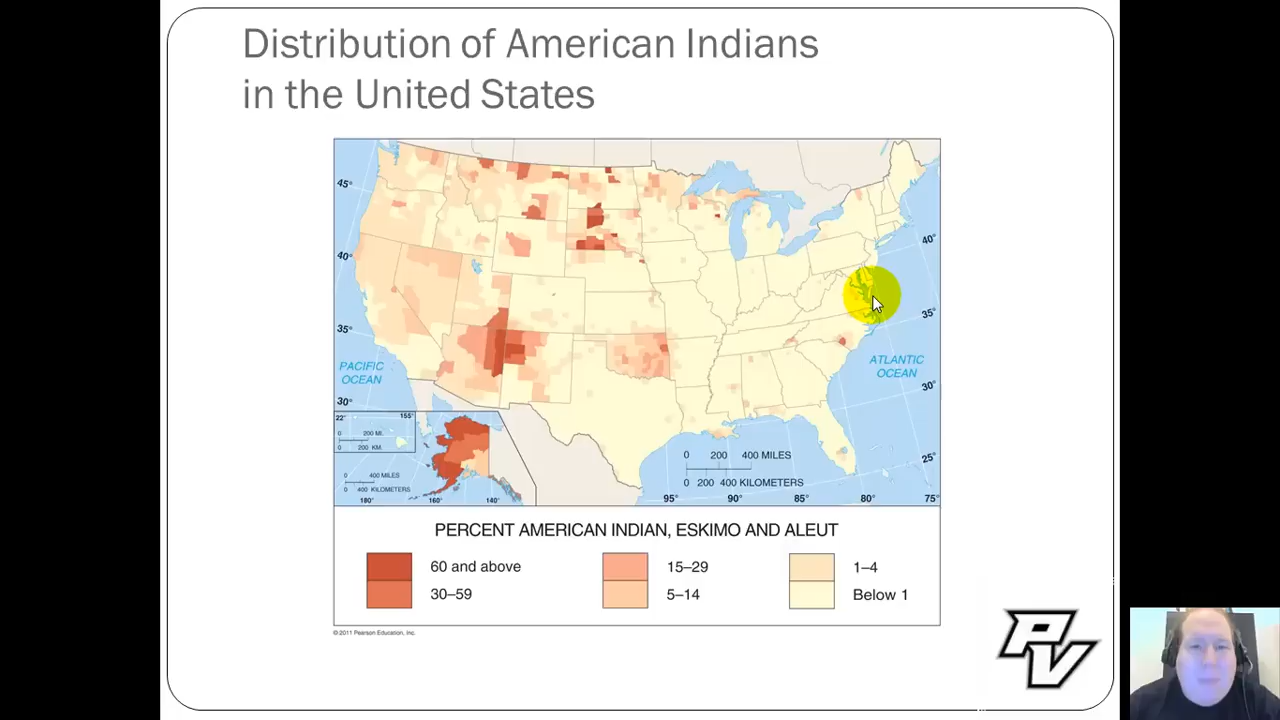 Distribution of American Indians
in the United States
45°
40°
35°
30°
40°
35°
30°
25°
PACIFIC
OCEAN
ATLANTIC
OCEAN
22°
155°
0 200 MI.
0 200 KM.
0 400 MILES
0 400 KILOMETERS
180°
160°
140°
0 200 400 MILES
0 200 400 KILOMETERS
95°
90°
85°
80°
75°
PERCENT AMERICAN INDIAN, ESKIMO AND ALEUT
60 and above
30–59
15–29
5–14
1–4
Below 1
© 2011 Pearson Education, Inc.
PV